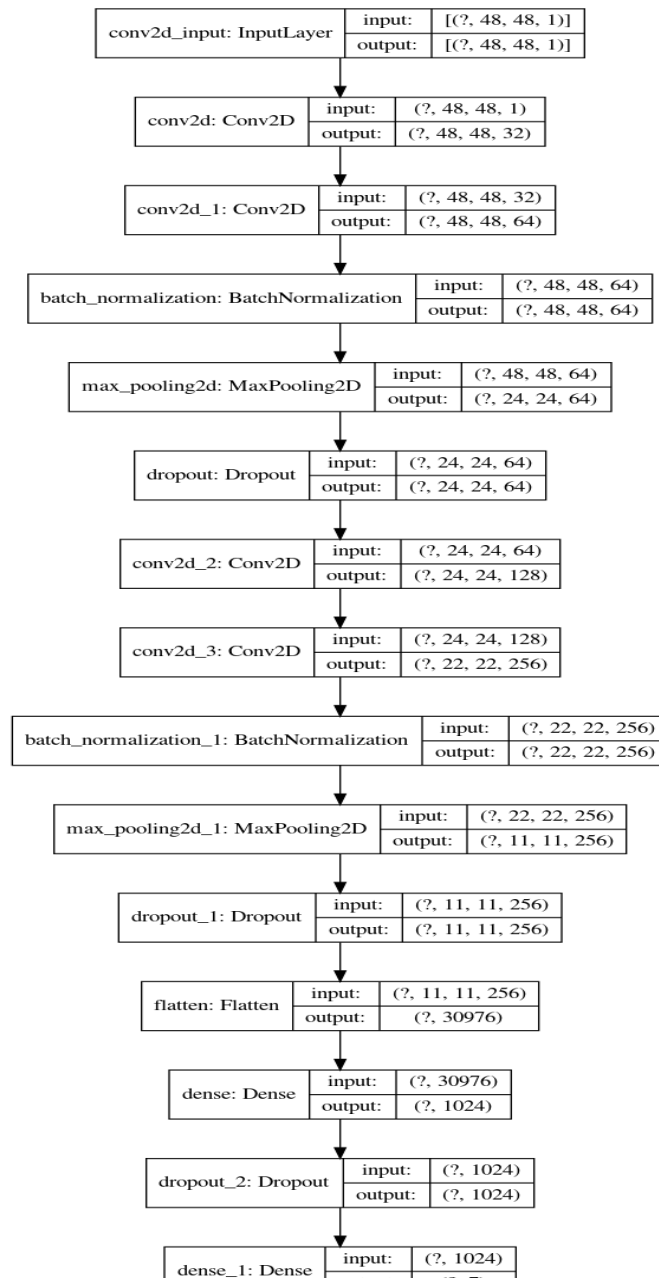 conv2d_input: InputLayer
input: [(?, 48, 48, 1)]
output: [(?, 48, 48, 1)]
conv2d: Conv2D
input: (?, 48, 48, 1)
output: (?, 48, 48, 32)
conv2d_1: Conv2D
input: (?, 48, 48, 32)
output: (?, 48, 48, 64)
batch_normalization: BatchNormalization
input: (?, 48, 48, 64)
output: (?, 48, 48, 64)
max_pooling2d: MaxPooling2D
input: (?, 48, 48, 64)
output: (?, 24, 24, 64)
dropout: Dropout
input: (?, 24, 24, 64)
output: (?, 24, 24, 64)
conv2d_2: Conv2D
input: (?, 24, 24, 64)
output: (?, 24, 24, 128)
conv2d_3: Conv2D
input: (?, 24, 24, 128)
output: (?, 22, 22, 256)
batch_normalization_1: BatchNormalization
input: (?, 22, 22, 256)
output: (?, 22, 22, 256)
max_pooling2d_1: MaxPooling2D
input: (?, 22, 22, 256)
output: (?, 11, 11, 256)
dropout_1: Dropout
input: (?, 11, 11, 256)
output: (?, 11, 11, 256)
flatten: Flatten
input: (?, 11, 11, 256)
output: (?, 30976)
dense: Dense
input: (?, 30976)
output: (?, 1024)
dropout_2: Dropout
input: (?, 1024)
output: (?, 1024)
dense_1: Dense
input: (?, 1024)